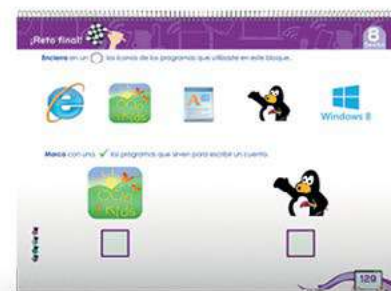 ¡Reto final!
8
Encierra en un los íconos de los programas que utilizaste en este bloque.
Windows 8
Marca con una los programas que sirven para escribir un cuento.
129